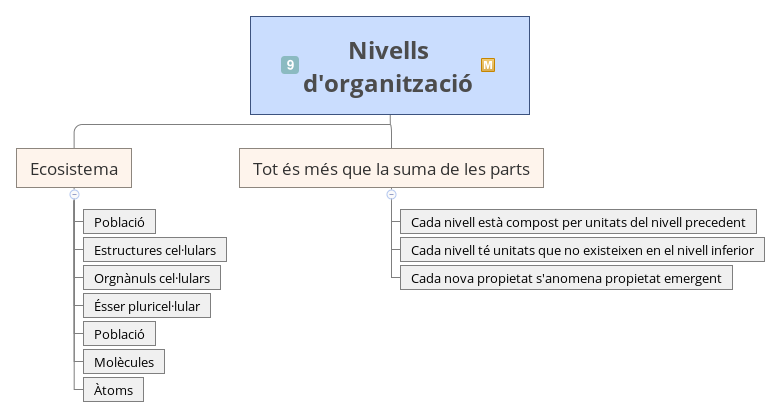 9
Nivells
d'organització
M
Ecosistema
Població
Estructures cel·lulars
Orgnànuls cel·lulars
Ésser pluricel·lular
Població
Molècules
Àtoms
Tot és més que la suma de les parts
Cada nivell està compost per unitats del nivell precedent
Cada nivell té unitats que no existeixen en el nivell inferior
Cada nova propietat s'anomena propietat emergent